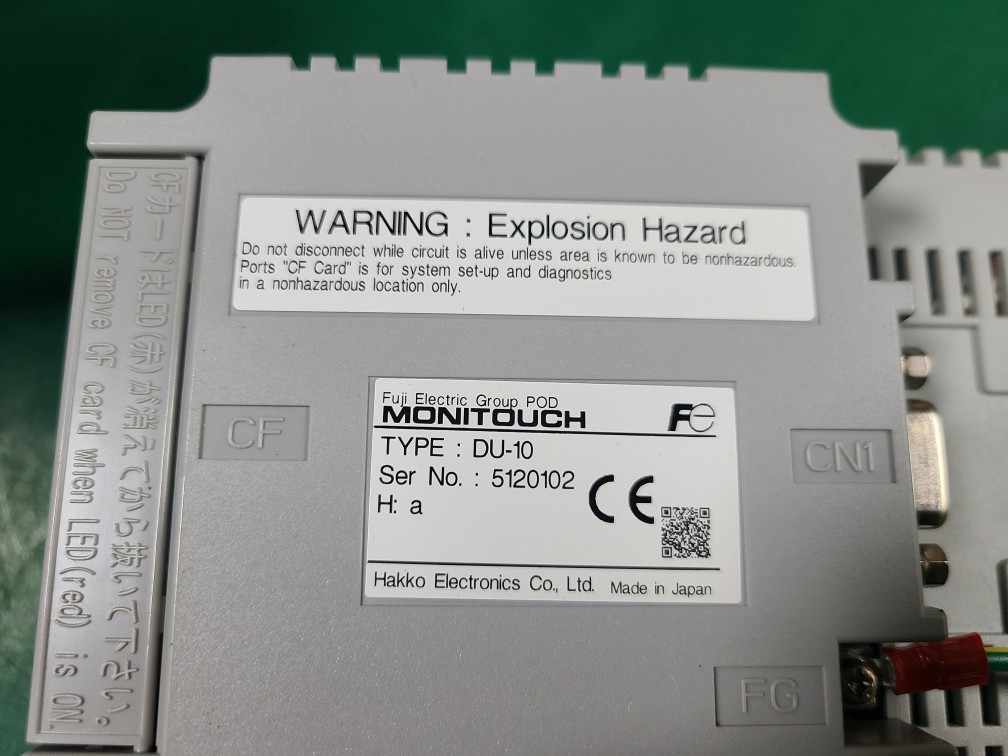 WARNING : Explosion Hazard
Do not disconnect while circuit is alive unless area is known to be nonhazardous.
Ports "CF Card" is for system set-up and diagnostics
in a nonhazardous location only.
CFカードはLED(赤)が消えてから抜いて下さい。
Do NOT remove CF card when LED(red) is ON.
CF
Fuji Electric Group POD
MONITOUCH
Fe
TYPE : DU-10
Ser No. : 5120102
H: a
CE
Hakko Electronics Co., Ltd. Made in Japan
CN1
FG